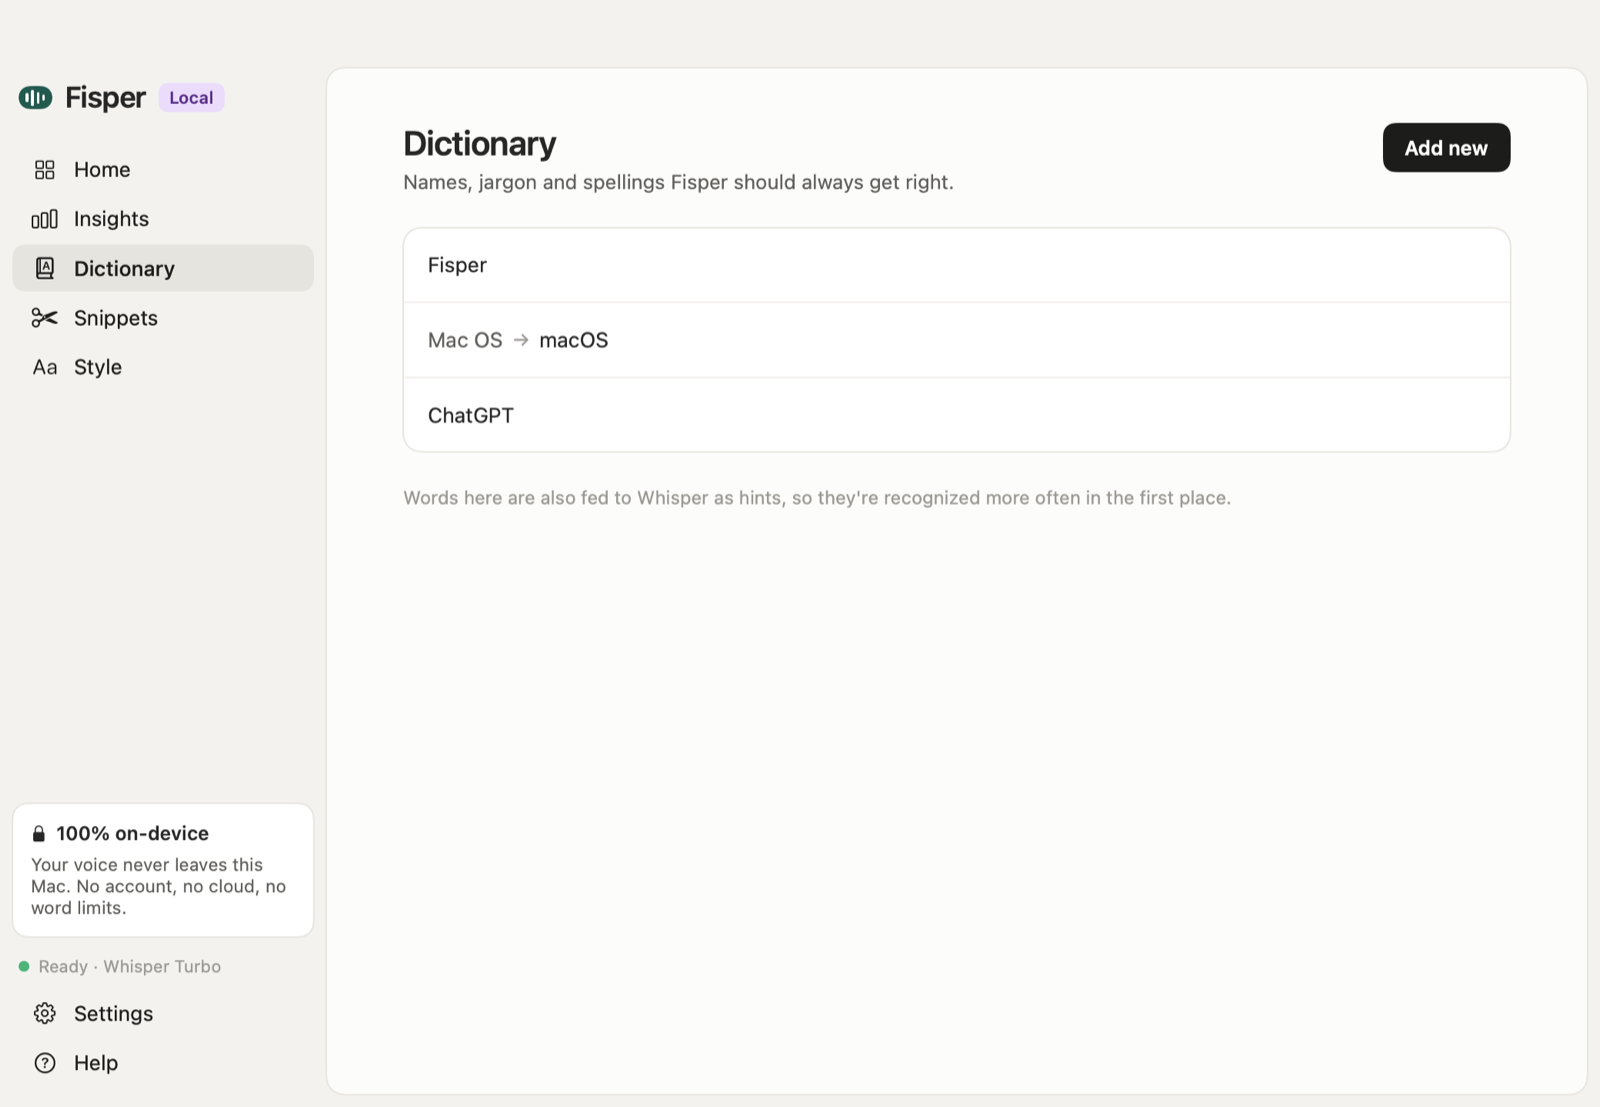 Fisper Local
Home
Insights
Dictionary
Snippets
Aa Style
100% on-device
Your voice never leaves this
Mac. No account, no cloud, no
word limits.
Ready · Whisper Turbo
Settings
Help
Dictionary
Add new
Names, jargon and spellings Fisper should always get right.
Fisper
Mac OS → macOS
ChatGPT
Words here are also fed to Whisper as hints, so they're recognized more often in the first place.